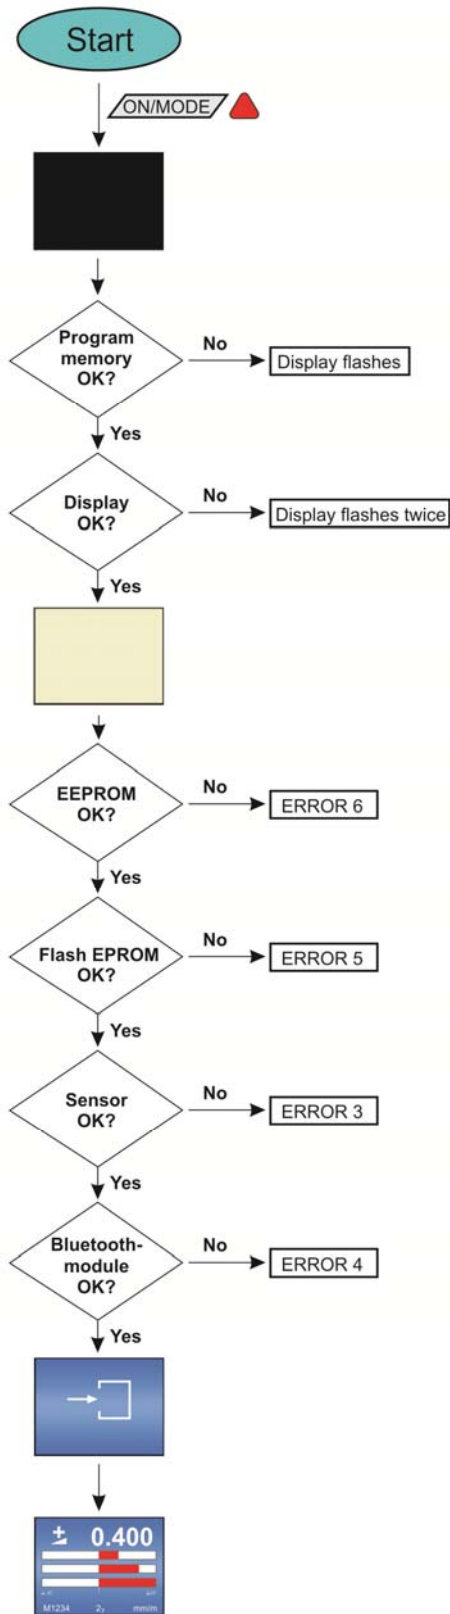 Start
ON/MODE
Program
memory
OK?
No
Display flashes
Yes
Display
OK?
No
Display flashes twice
Yes
EEPROM
OK?
No
ERROR 6
Yes
Flash EPROM
OK?
No
ERROR 5
Yes
Sensor
OK?
No
ERROR 3
Yes
Bluetooth-
module
OK?
No
ERROR 4
Yes
0.400
M1234 mm/m